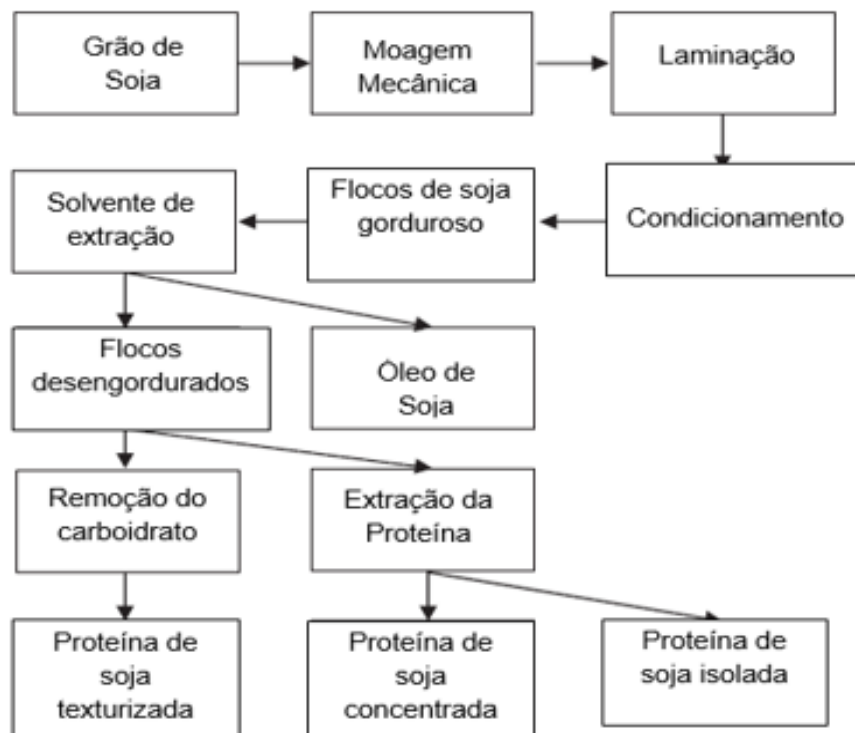 Grão de
Soja
Moagem
Mecânica
Laminação
Condicionamento
Flocos de soja
gorduroso
Solvente de
extração
Flocos
desengordurados
Óleo de
Soja
Remoção do
carboidrato
Extração da
Proteína
Proteína de
soja
texturizada
Proteína de
soja
concentrada
Proteína de
soja isolada